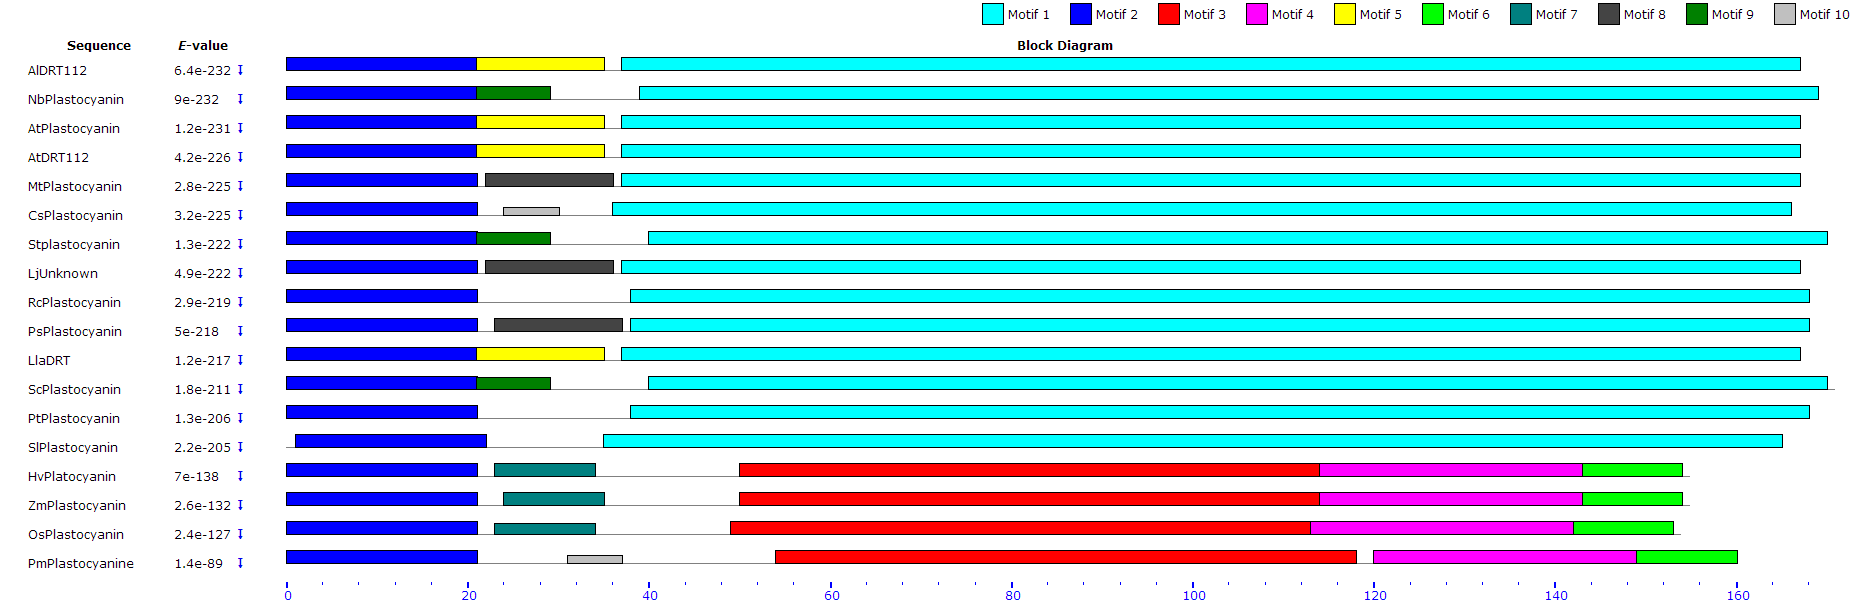 Motif 1 Motif 2 Motif 3 Motif 4 Motif 5 Motif 6 Motif 7 Motif 8 Motif 9 Motif 10
Sequence E-value Block Diagram
AlDRT112 6.4e-232
NbPlastocyanin 9e-232
AtPlastocyanin 1.2e-231
AtDRT112 4.2e-226
MtPlastocyanin 2.8e-225
CsPlastocyanin 3.2e-225
Stplastocyanin 1.3e-222
LjUnknown 4.9e-222
RcPlastocyanin 2.9e-219
PsPlastocyanin 5e-218
LlaDRT 1.2e-217
ScPlastocyanin 1.8e-211
PtPlastocyanin 1.3e-206
SlPlastocyanin 2.2e-205
HvPlatocyanin 7e-138
ZmPlastocyanin 2.6e-132
OsPlastocyanin 2.4e-127
PmPlastocyanine 1.4e-89
0 20 40 60 80 100 120 140 160